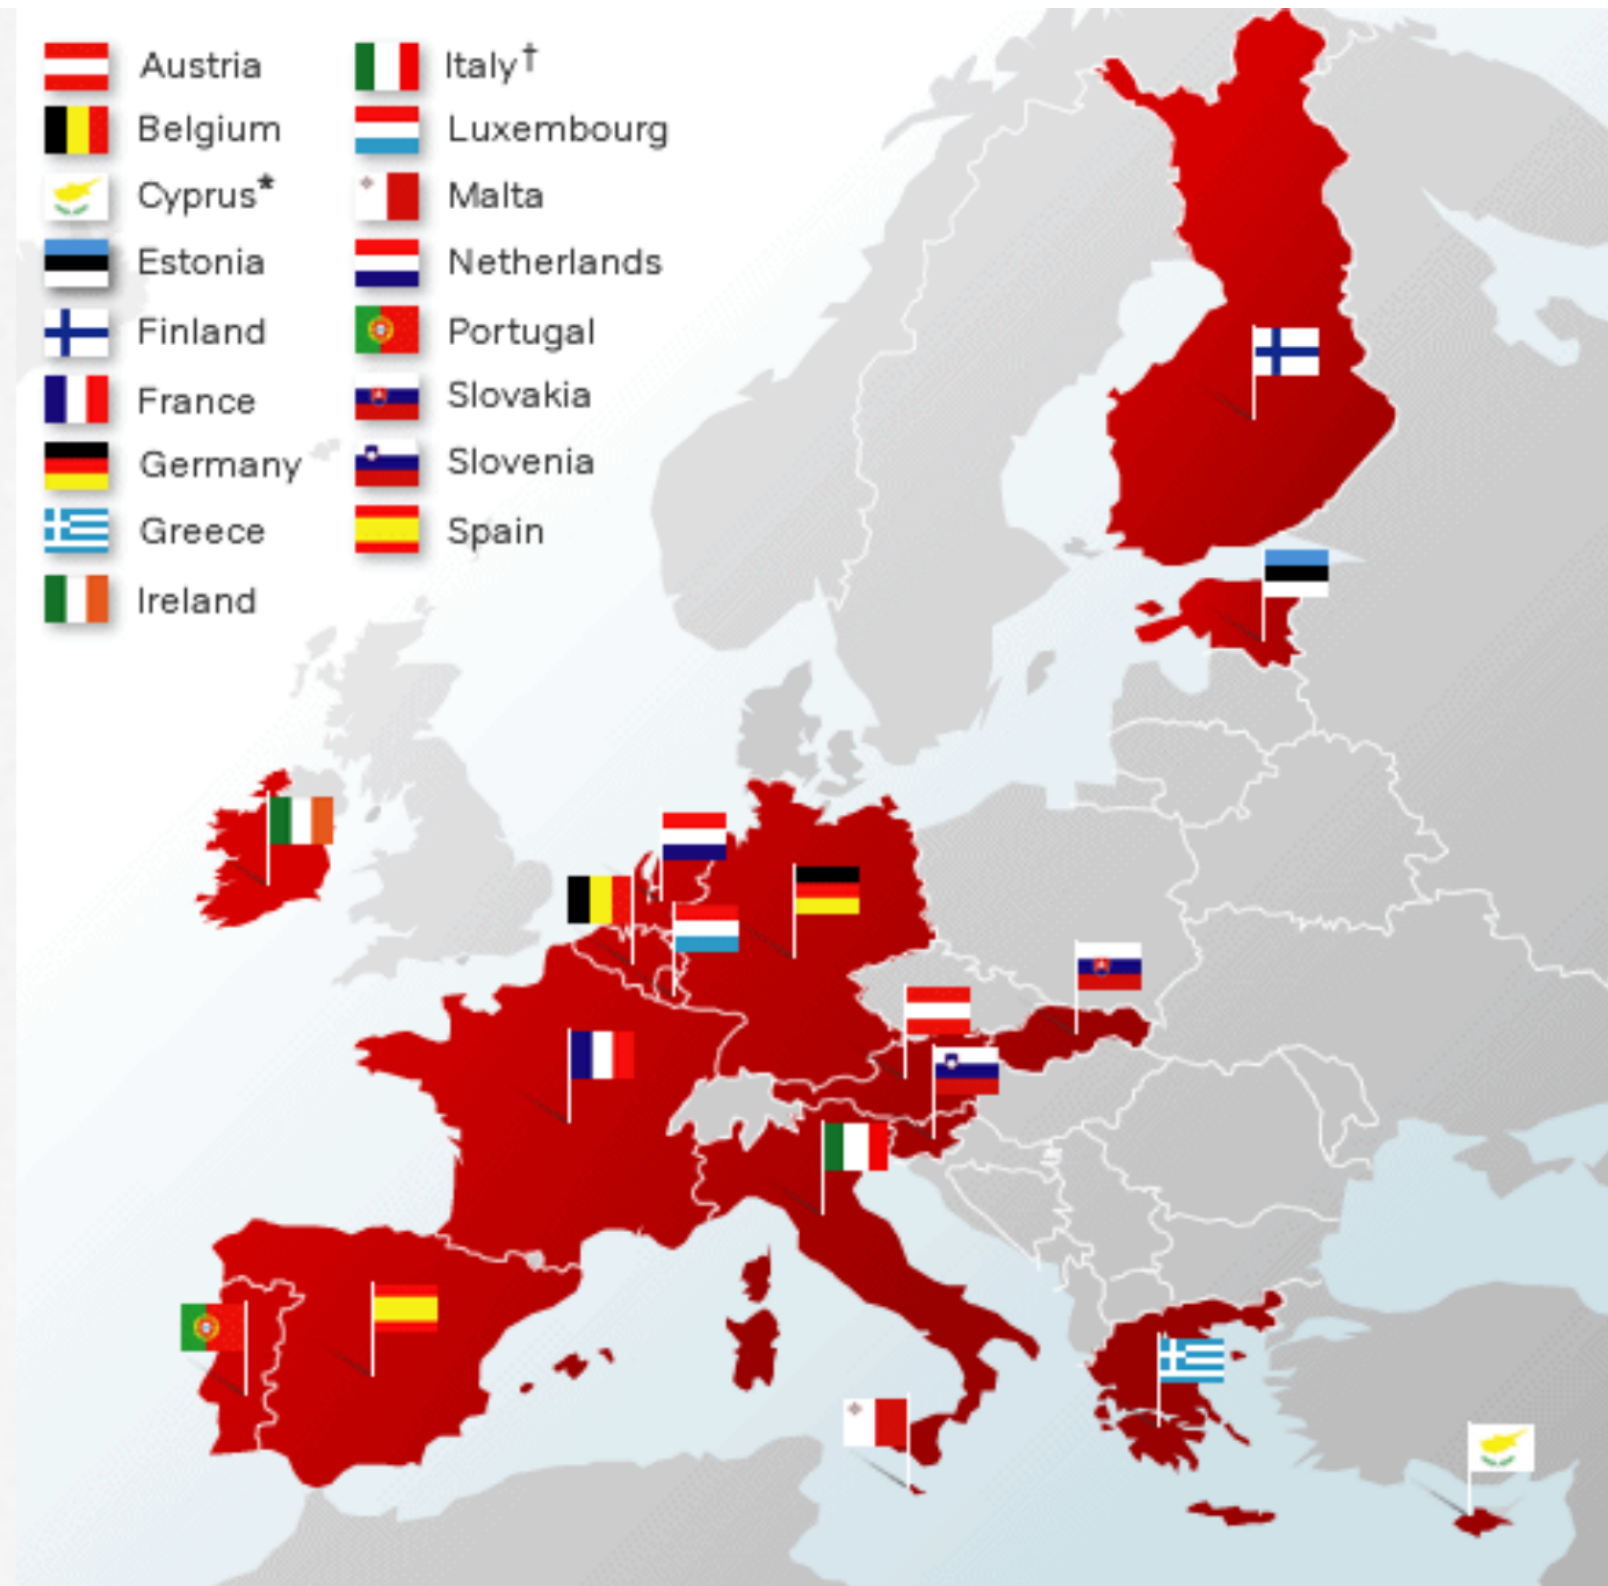 Austria
Belgium
Cyprus*
Estonia
Finland
France
Germany
Greece
Ireland
Italy†
Luxembourg
Malta
Netherlands
Portugal
Slovakia
Slovenia
Spain